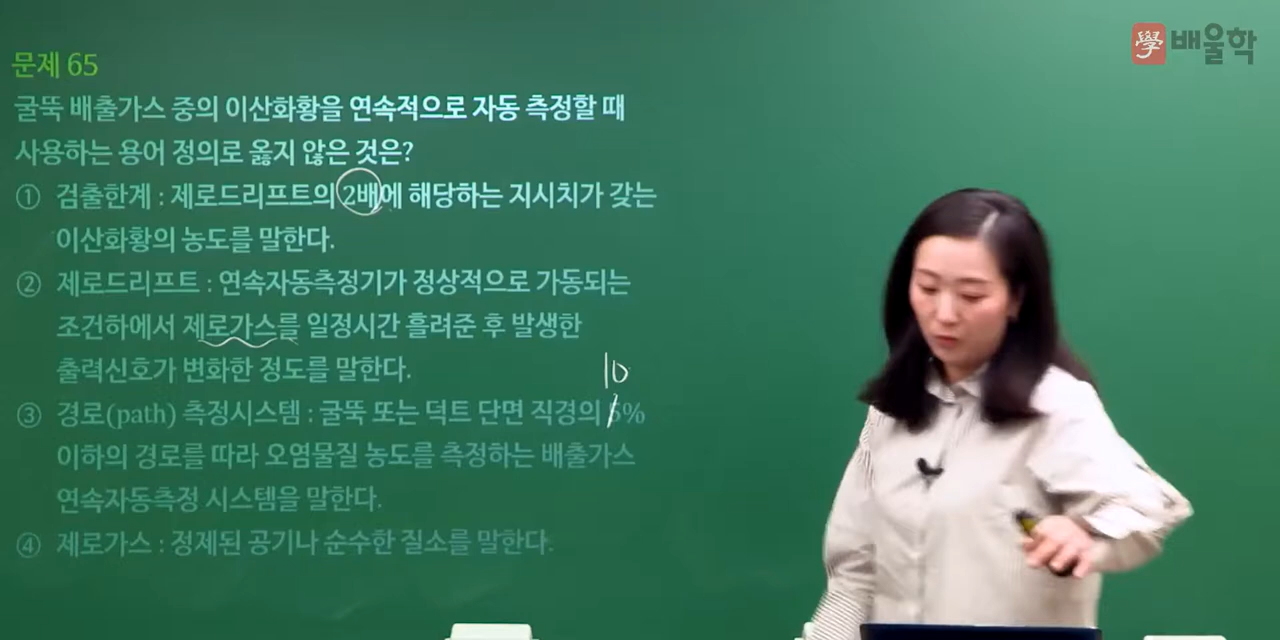 學 배울학
문제 65
굴뚝 배출가스 중의 이산화황을 연속적으로 자동 측정할 때
사용하는 용어 정의로 옳지 않은 것은?
① 검출한계 : 제로드리프트의 2배에 해당하는 지시치가 갖는
이산화황의 농도를 말한다.
② 제로드리프트 : 연속자동측정기가 정상적으로 가동되는
조건하에서 제로가스를 일정시간 흘려준 후 발생한
출력신호가 변화한 정도를 말한다.
10
③ 경로(path) 측정시스템 : 굴뚝 또는 덕트 단면 직경의 5%
이하의 경로를 따라 오염물질 농도를 측정하는 배출가스
연속자동측정 시스템을 말한다.
④ 제로가스 : 정제된 공기나 순수한 질소를 말한다.